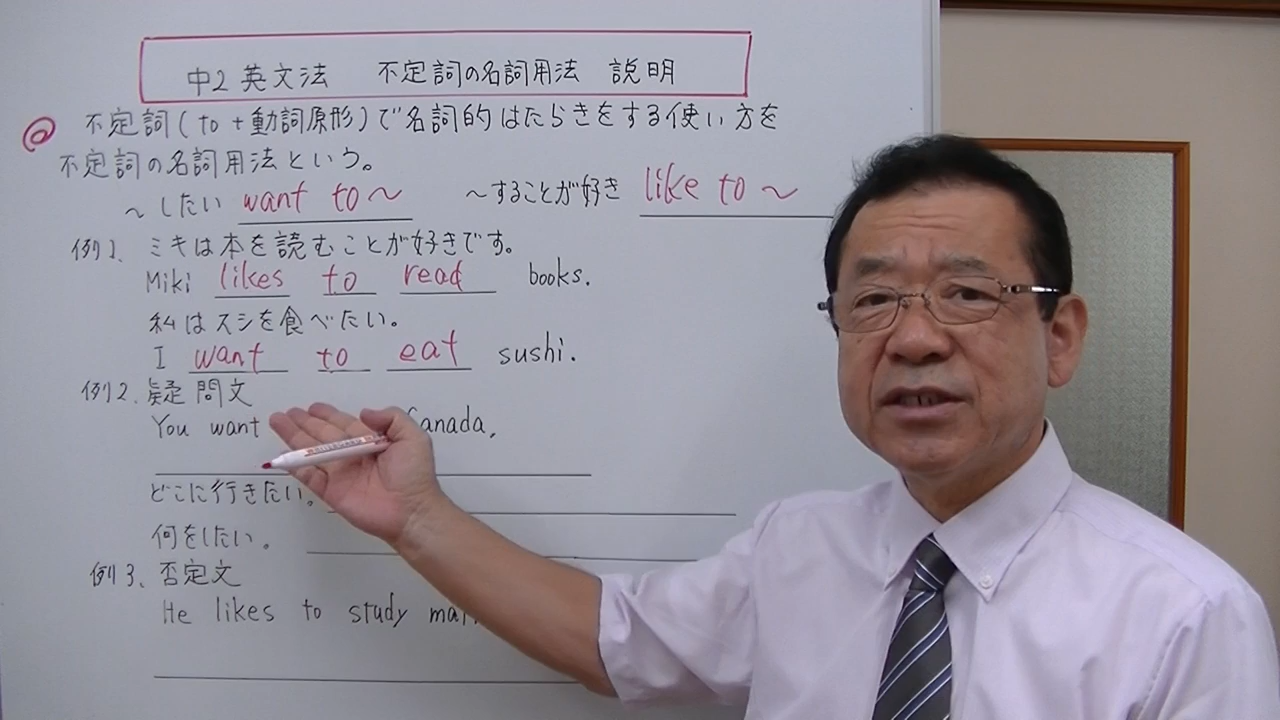 中2 英文法 不定詞の名詞用法 説明
@ 不定詞(to+動詞原形)で名詞的はたらきをする使い方を
不定詞の名詞用法という。
～したい want to～ ～することが好き like to～
例1、ミキは本を読むことが好きです。
Miki likes to read books.
私はスシを食べたい。
I want to eat sushi.
例2、疑問文
You want Canada.
どこに行きたい。
何をしたい。
例3、否定文
He likes to study